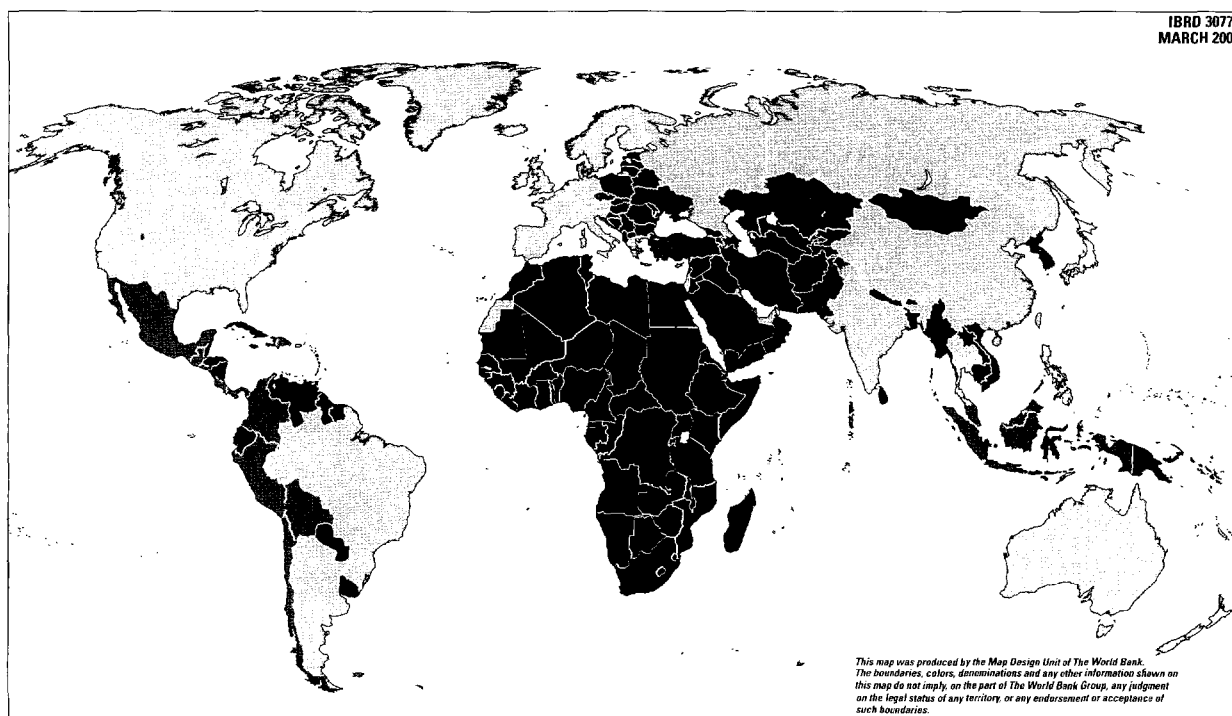 IBRD 3077
MARCH 200
This map was produced by the Map Design Unit of The World Bank.
The boundaries, colors, denominations and any other information shown on
this map do not imply, on the part of The World Bank Group, any judgment
on the legal status of any territory, or any endorsement or acceptance of
such boundaries.